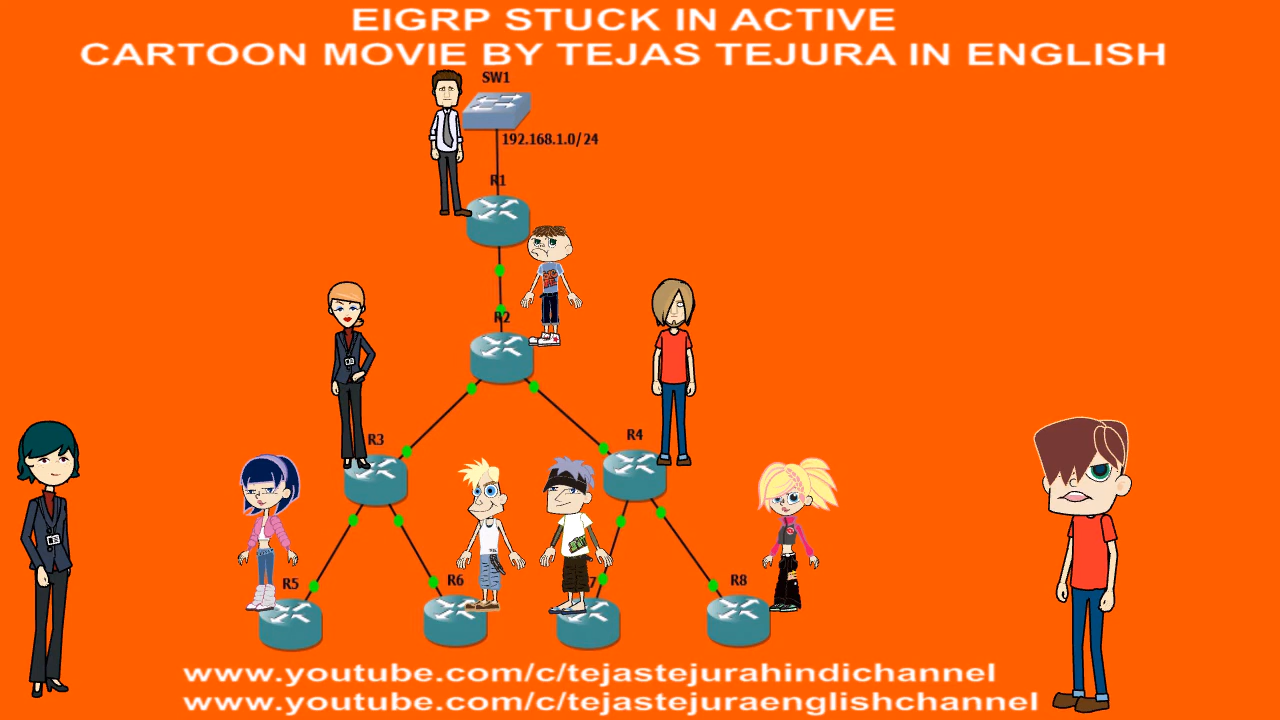 EIGRP STUCK IN ACTIVE
CARTOON MOVIE BY TEJAS TEJURA IN ENGLISH
SW1
192.168.1.0/24
R1
R2
R3
R4
R5
R6
7
R8
www.youtube.com/c/tejastejurahindichannel
www.youtube.com/c/tejastejuraenglishchannel